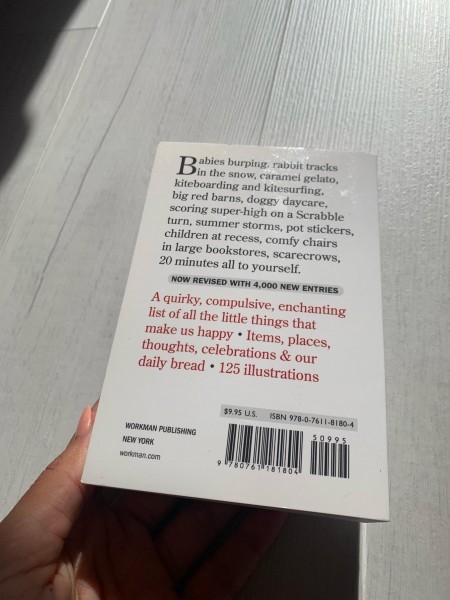 Babies burping, rabbit tracks
in the snow, caramel gelato,
kiteboarding and kitesurfing,
big red barns, doggy daycare,
scoring super-high on a Scrabble
turn, summer storms, pot stickers,
children at recess, comfy chairs
in large bookstores, scarecrows,
20 minutes all to yourself.
NOW REVISED WITH 4,000 NEW ENTRIES
A quirky, compulsive, enchanting
list of all the little things that
make us happy • Items, places,
thoughts, celebrations & our
daily bread • 125 illustrations
$9.95 U.S. ISBN 978-0-7611-8180-4
WORKMAN PUBLISHING
NEW YORK
workman.com
50995
9 780761 181804